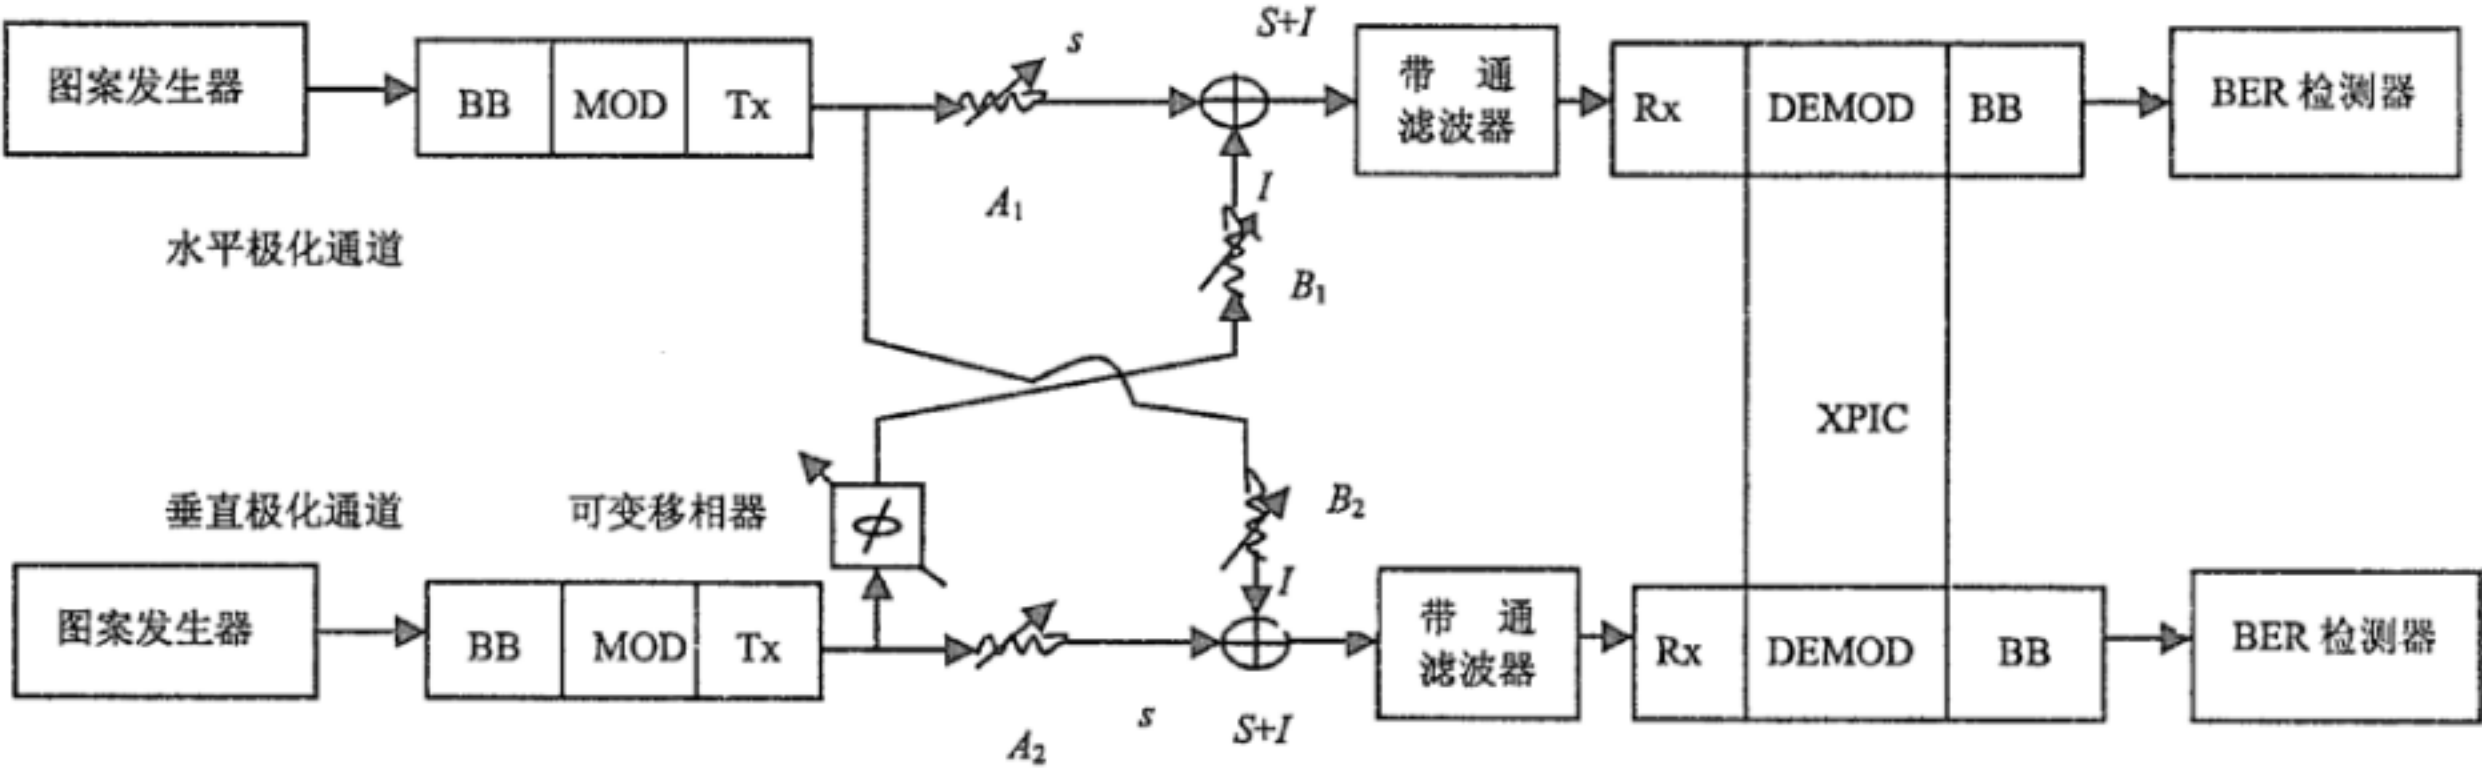 S+I
s
图案发生器
BB
MOD
Tx
带 通
滤波器
Rx
DEMOD
BB
BER 检测器
A1
I
水平极化通道
B1
XPIC
垂直极化通道
可变移相器
ϕ
B2
I
图案发生器
BB
MOD
Tx
带 通
滤波器
Rx
DEMOD
BB
BER 检测器
s
S+I
A2